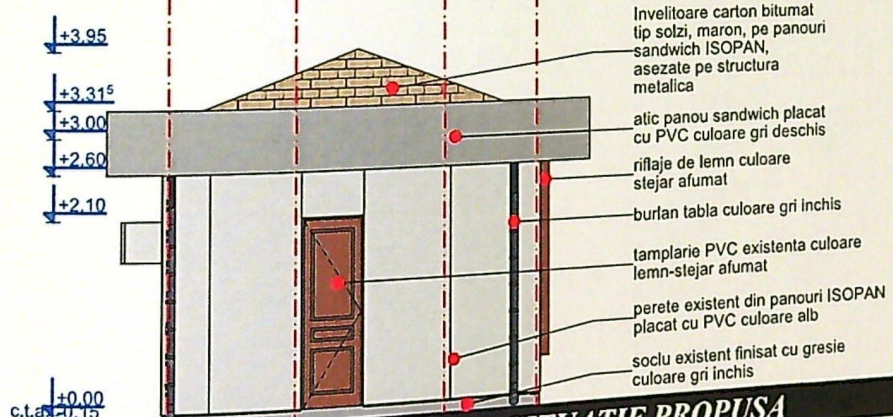 +3.95
+3.31⁵
+3.00
+2.60
+2.10
±0.00
Invelitoare carton bitumat
tip solzi, maron, pe panouri
sandwich ISOPAN,
asezate pe structura
metalica
atic panou sandwich placat
cu PVC culoare gri deschis
riflaje de lemn culoare
stejar afumat
burlan tabla culoare gri inchis
tamplarie PVC existenta culoare
lemn-stejar afumat
perete existent din panouri ISOPAN
placat cu PVC culoare alb
soclu existent finisat cu gresie
culoare gri inchis
PROPUSA